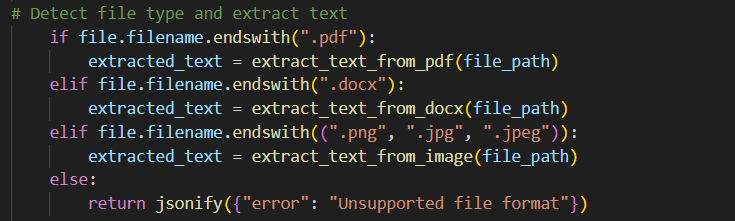 # Detect file type and extract text
    if file.filename.endswith(".pdf"):
        extracted_text = extract_text_from_pdf(file_path)
    elif file.filename.endswith(".docx"):
        extracted_text = extract_text_from_docx(file_path)
    elif file.filename.endswith((".png", ".jpg", ".jpeg")):
        extracted_text = extract_text_from_image(file_path)
    else:
        return jsonify({"error": "Unsupported file format"})